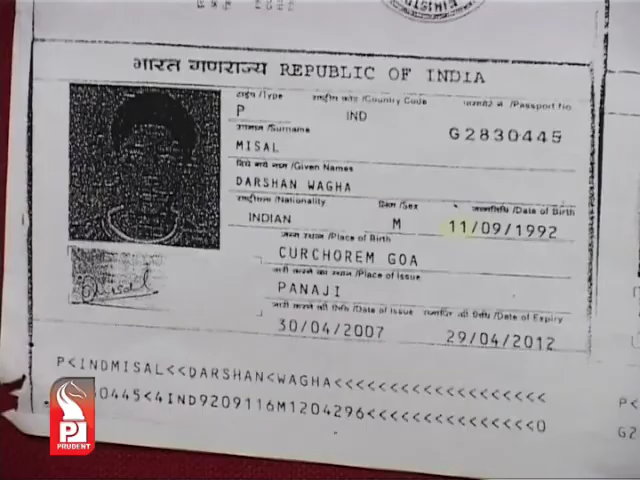 भारत गणराज्य REPUBLIC OF INDIA
टाईप /Type राष्ट्र कोड /Country Code पासपोर्ट नं. /Passport No
P IND G2830445
उपनाम /Surname
MISAL
दिये गये नाम /Given Names
DARSHAN WAGHA
राष्ट्रीयता /Nationality लिंग /Sex जन्मतिथि /Date of Birth
INDIAN M 11/09/1992
जन्म स्थान /Place of Birth
CURCHOREM GOA
जारी करने का स्थान /Place of Issue
PANAJI
जारी करने की तिथि /Date of Issue समाप्ति की तिथि /Date of Expiry
30/04/2007 29/04/2012
P<INDMISAL<<DARSHAN<WAGHA<<<<<<<<<<<<<<<<<<<
0445<4IND9209116M1204296<<<<<<<<<<<<<<<0
P<
G2
PRUDENT